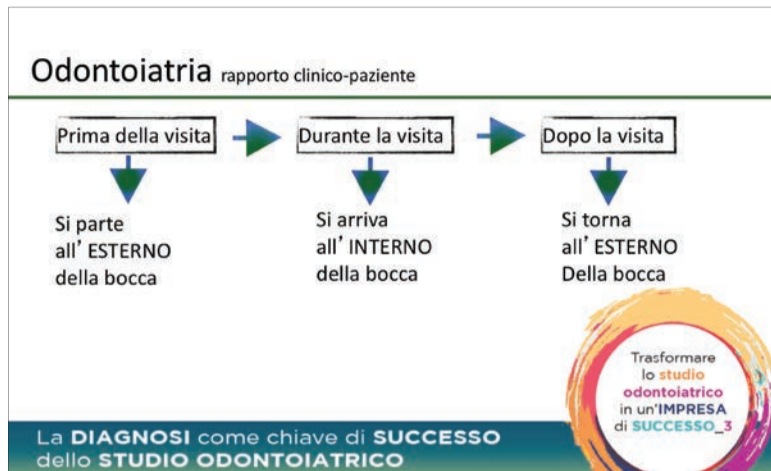 Odontoiatria rapporto clinico-paziente
Prima della visita
Durante la visita
Dopo la visita
Si parte
all' ESTERNO
della bocca
Si arriva
all' INTERNO
della bocca
Si torna
all' ESTERNO
Della bocca
Trasformare
lo studio
odontoiatrico
in un'IMPRESA
di SUCCESSO_3
La DIAGNOSI come chiave di SUCCESSO
dello STUDIO ODONTOIATRICO